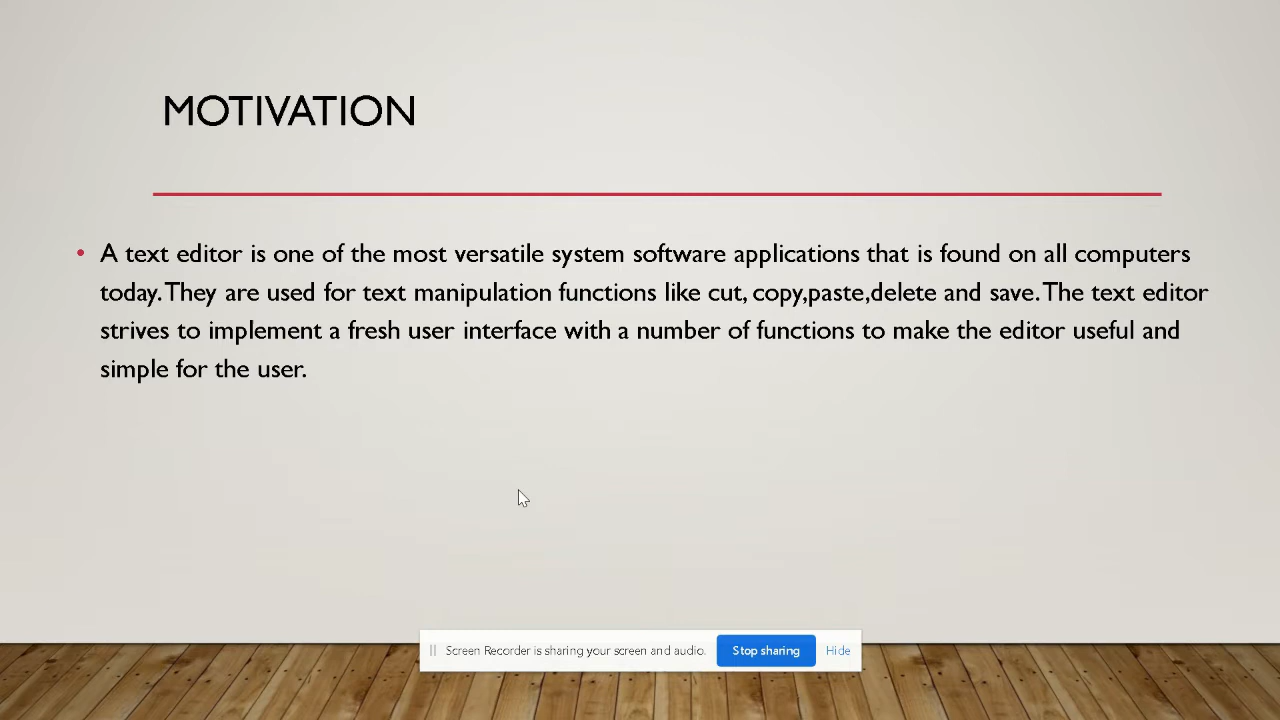 MOTIVATION
• A text editor is one of the most versatile system software applications that is found on all computers
today. They are used for text manipulation functions like cut, copy,paste,delete and save. The text editor
strives to implement a fresh user interface with a number of functions to make the editor useful and
simple for the user.
Screen Recorder is sharing your screen and audio. Stop sharing Hide